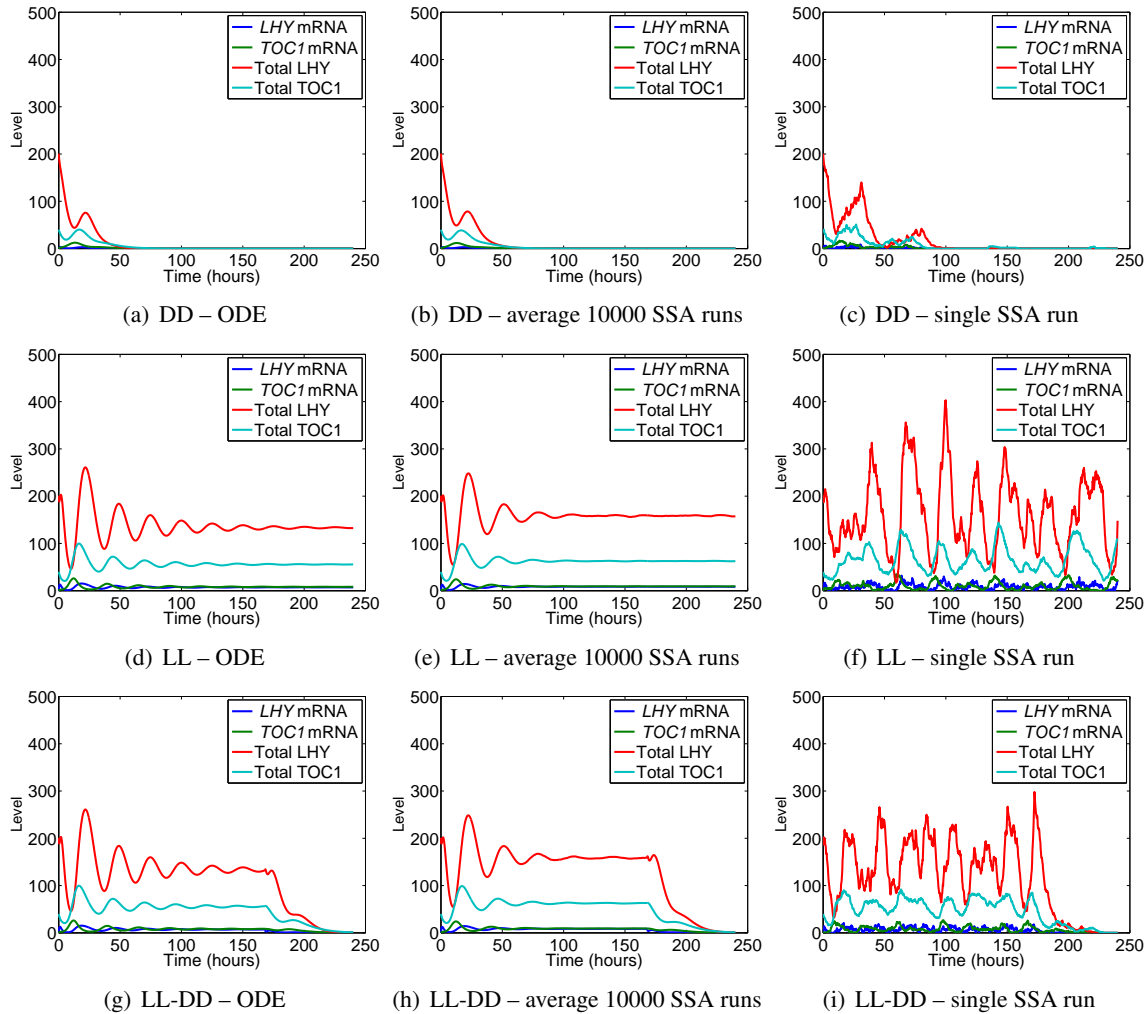 500
400
300
200
100
0
Level
0 50 100 150 200 250
Time (hours)
LHY mRNA
TOC1 mRNA
Total LHY
Total TOC1
(a) DD – ODE
500
400
300
200
100
0
Level
0 50 100 150 200 250
Time (hours)
LHY mRNA
TOC1 mRNA
Total LHY
Total TOC1
(b) DD – average 10000 SSA runs
500
400
300
200
100
0
Level
0 50 100 150 200 250
Time (hours)
LHY mRNA
TOC1 mRNA
Total LHY
Total TOC1
(c) DD – single SSA run
500
400
300
200
100
0
Level
0 50 100 150 200 250
Time (hours)
LHY mRNA
TOC1 mRNA
Total LHY
Total TOC1
(d) LL – ODE
500
400
300
200
100
0
Level
0 50 100 150 200 250
Time (hours)
LHY mRNA
TOC1 mRNA
Total LHY
Total TOC1
(e) LL – average 10000 SSA runs
500
400
300
200
100
0
Level
0 50 100 150 200 250
Time (hours)
LHY mRNA
TOC1 mRNA
Total LHY
Total TOC1
(f) LL – single SSA run
500
400
300
200
100
0
Level
0 50 100 150 200 250
Time (hours)
LHY mRNA
TOC1 mRNA
Total LHY
Total TOC1
(g) LL-DD – ODE
500
400
300
200
100
0
Level
0 50 100 150 200 250
Time (hours)
LHY mRNA
TOC1 mRNA
Total LHY
Total TOC1
(h) LL-DD – average 10000 SSA runs
500
400
300
200
100
0
Level
0 50 100 150 200 250
Time (hours)
LHY mRNA
TOC1 mRNA
Total LHY
Total TOC1
(i) LL-DD – single SSA run